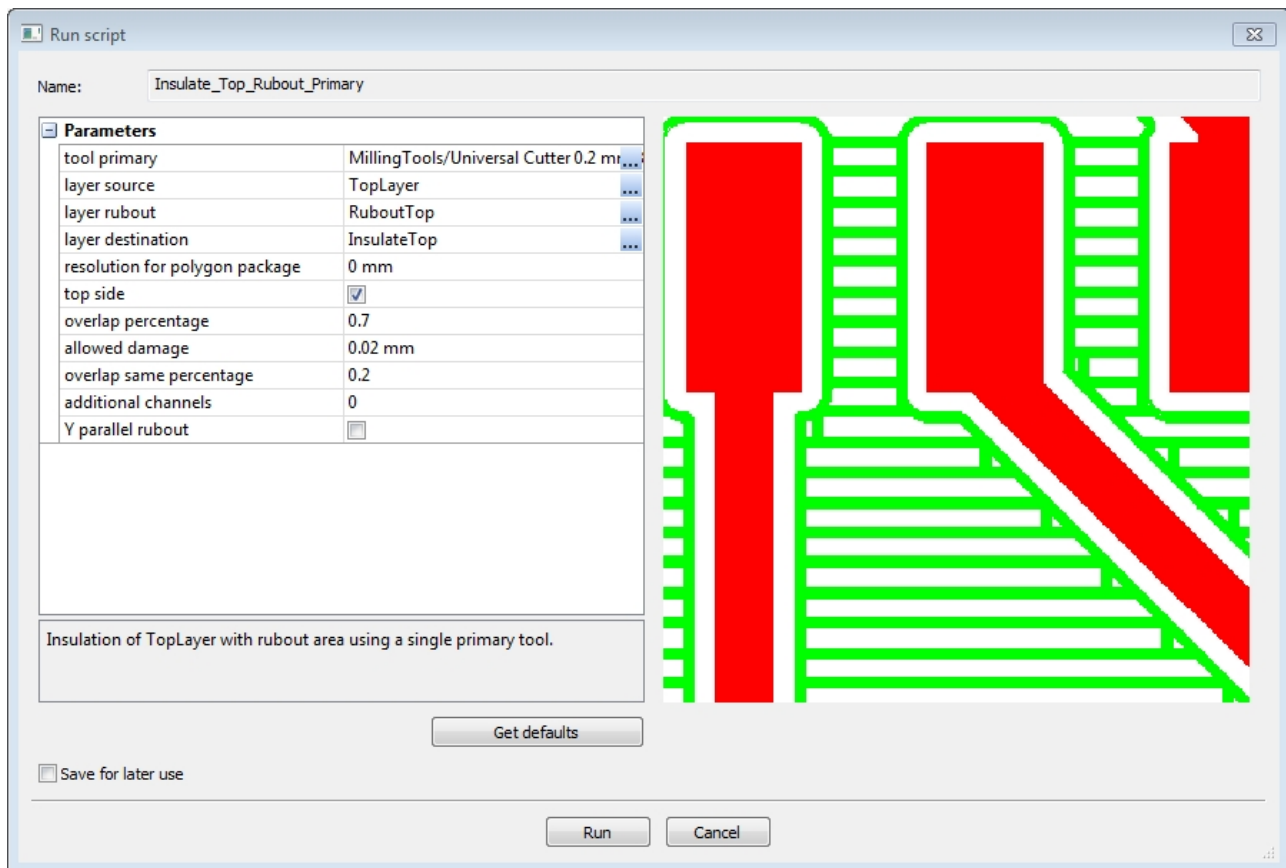 Run script
Name: Insulate_Top_Rubout_Primary
Parameters
tool primary MillingTools/Universal Cutter 0.2 mm...
layer source TopLayer ...
layer rubout RuboutTop ...
layer destination InsulateTop ...
resolution for polygon package 0 mm
top side
overlap percentage 0.7
allowed damage 0.02 mm
overlap same percentage 0.2
additional channels 0
Y parallel rubout
Insulation of TopLayer with rubout area using a single primary tool.
Get defaults
Save for later use
Run Cancel